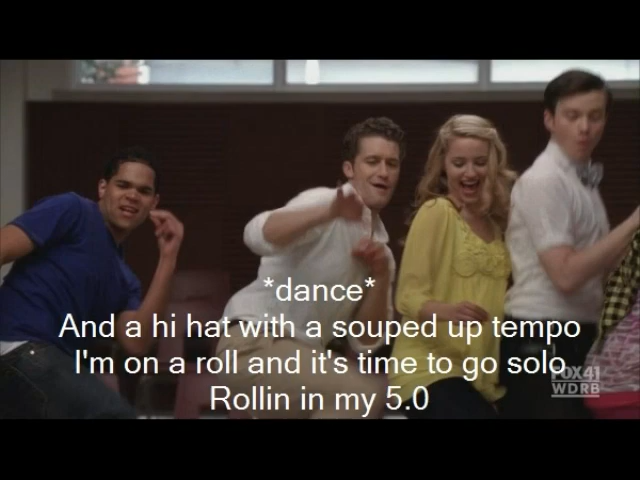 *dance*
And a hi hat with a souped up tempo
I'm on a roll and it's time to go solo
Rollin in my 5.0
FOX41
WDRB